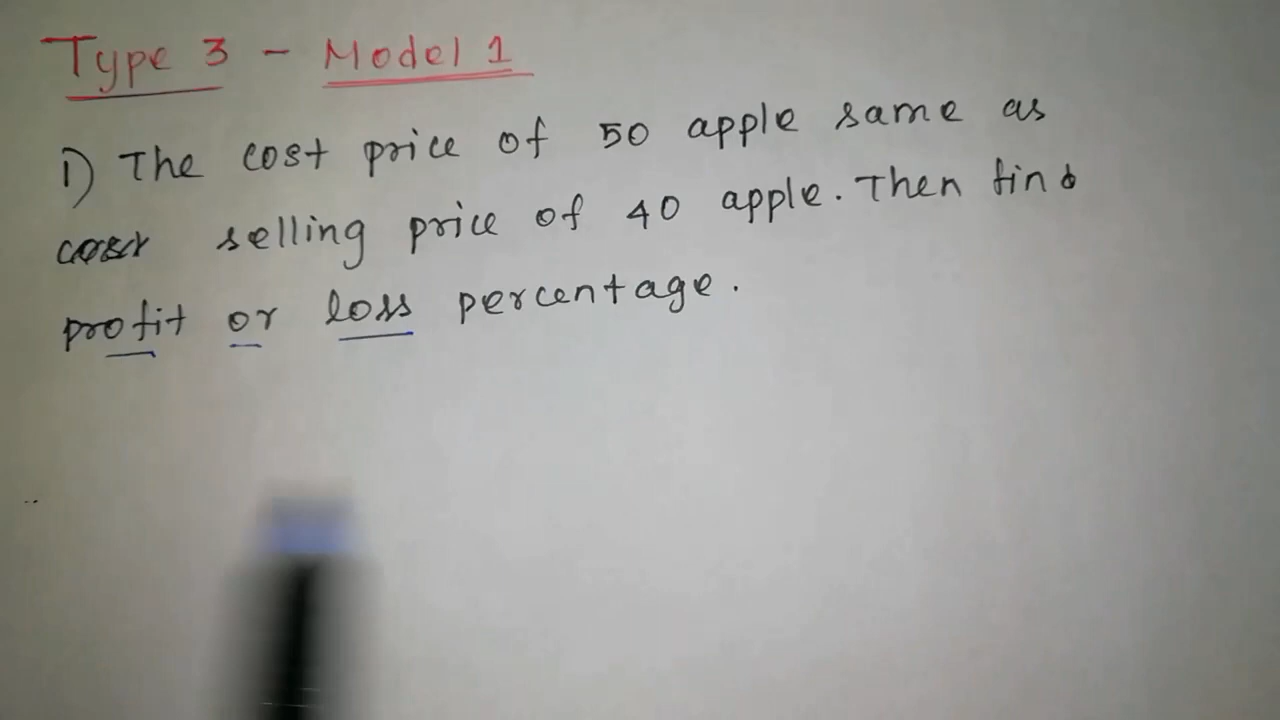 Type 3 - Model 1
1) The cost price of 50 apple same as
selling price of 40 apple. Then find
profit or loss percentage.